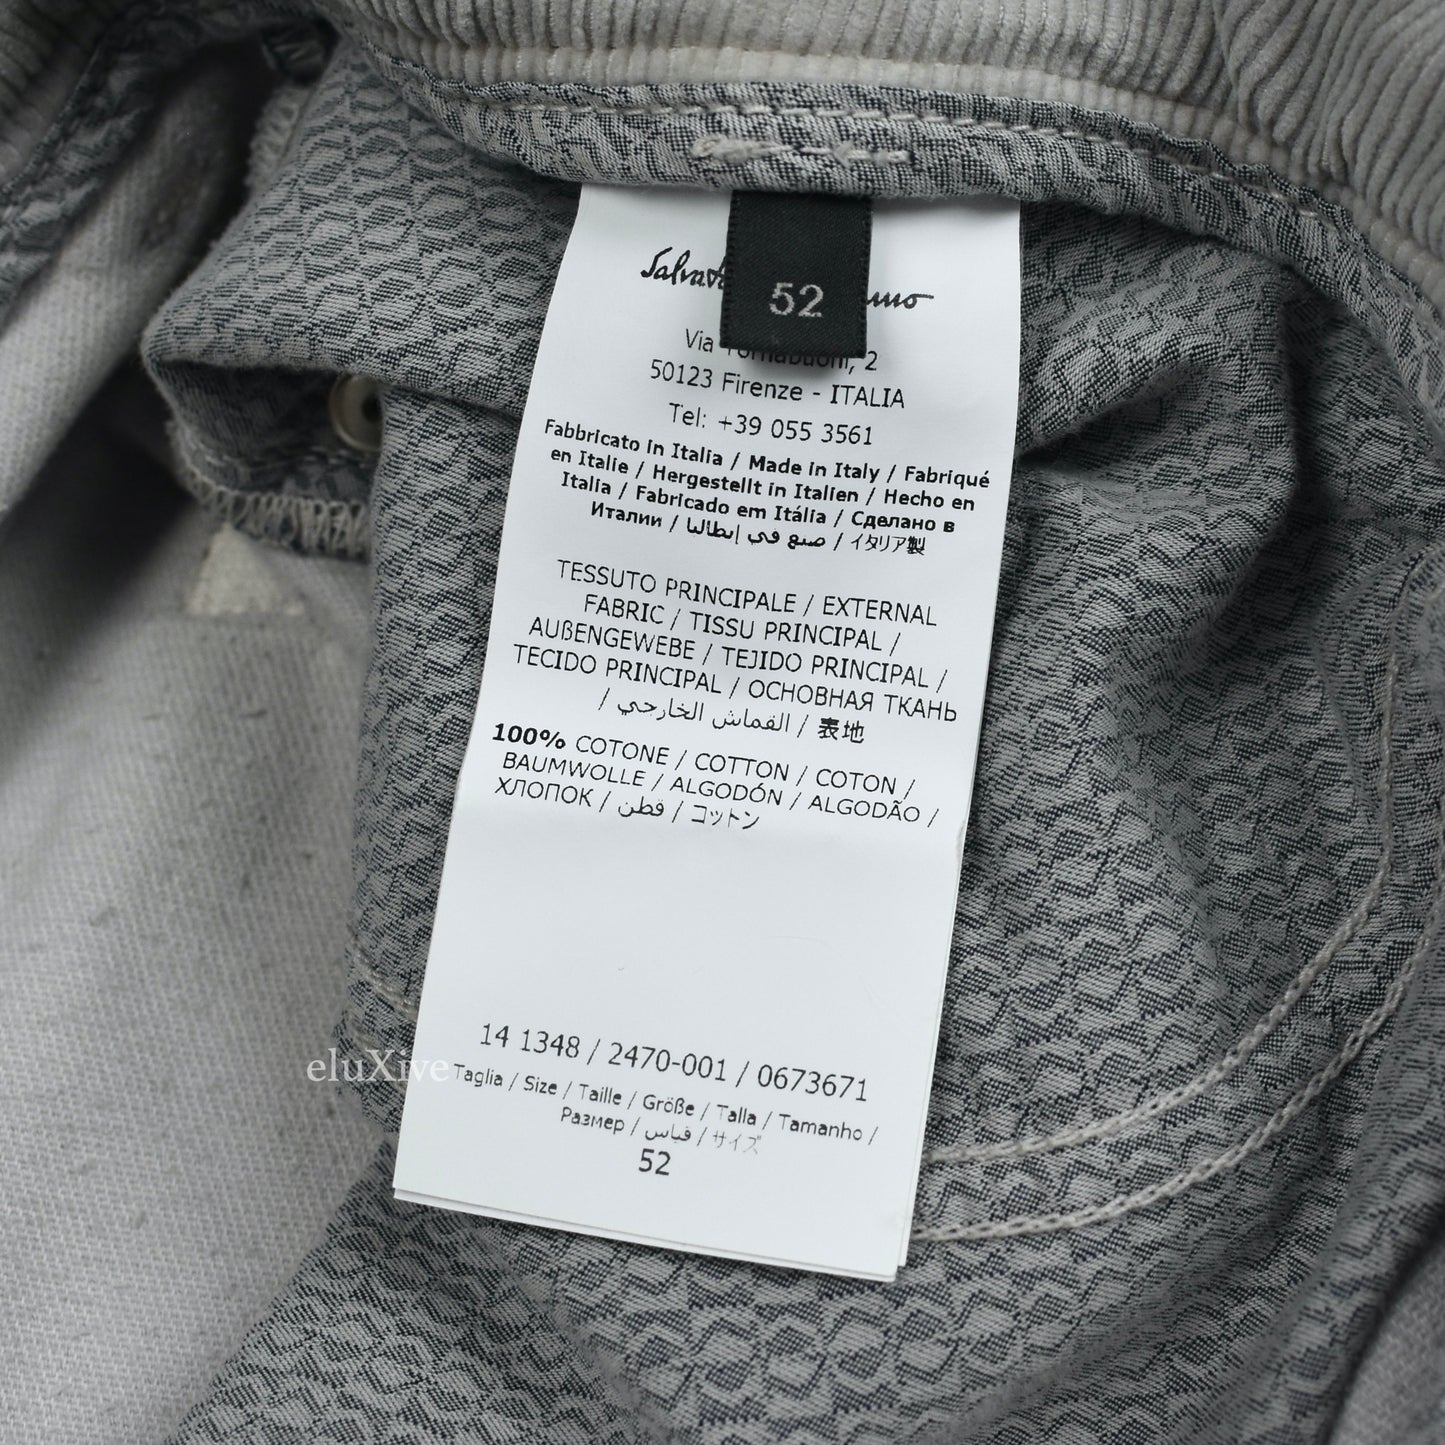 52
Via Tornabuoni, 2
50123 Firenze - ITALIA
Tel: +39 055 3561
Fabbricato in Italia / Made in Italy / Fabriqué
en Italie / Hergestellt in Italien / Hecho en
Italia / Fabricado em Itália / Сделано в
Италии / صنع في إيطاليا / イタリア製
TESSUTO PRINCIPALE / EXTERNAL
FABRIC / TISSU PRINCIPAL /
AUßENGEWEBE / TEJIDO PRINCIPAL /
TECIDO PRINCIPAL / ОСНОВНАЯ ТКАНЬ
/ القماش الخارجي / 表地
100% COTONE / COTTON / COTON /
BAUMWOLLE / ALGODÓN / ALGODÃO /
ХЛОПОК / قطن / コットン
14 1348 / 2470-001 / 0673671
eluXive
Taglia / Size / Taille / Größe / Talla / Tamanho /
Размер / قياس / サイズ
52